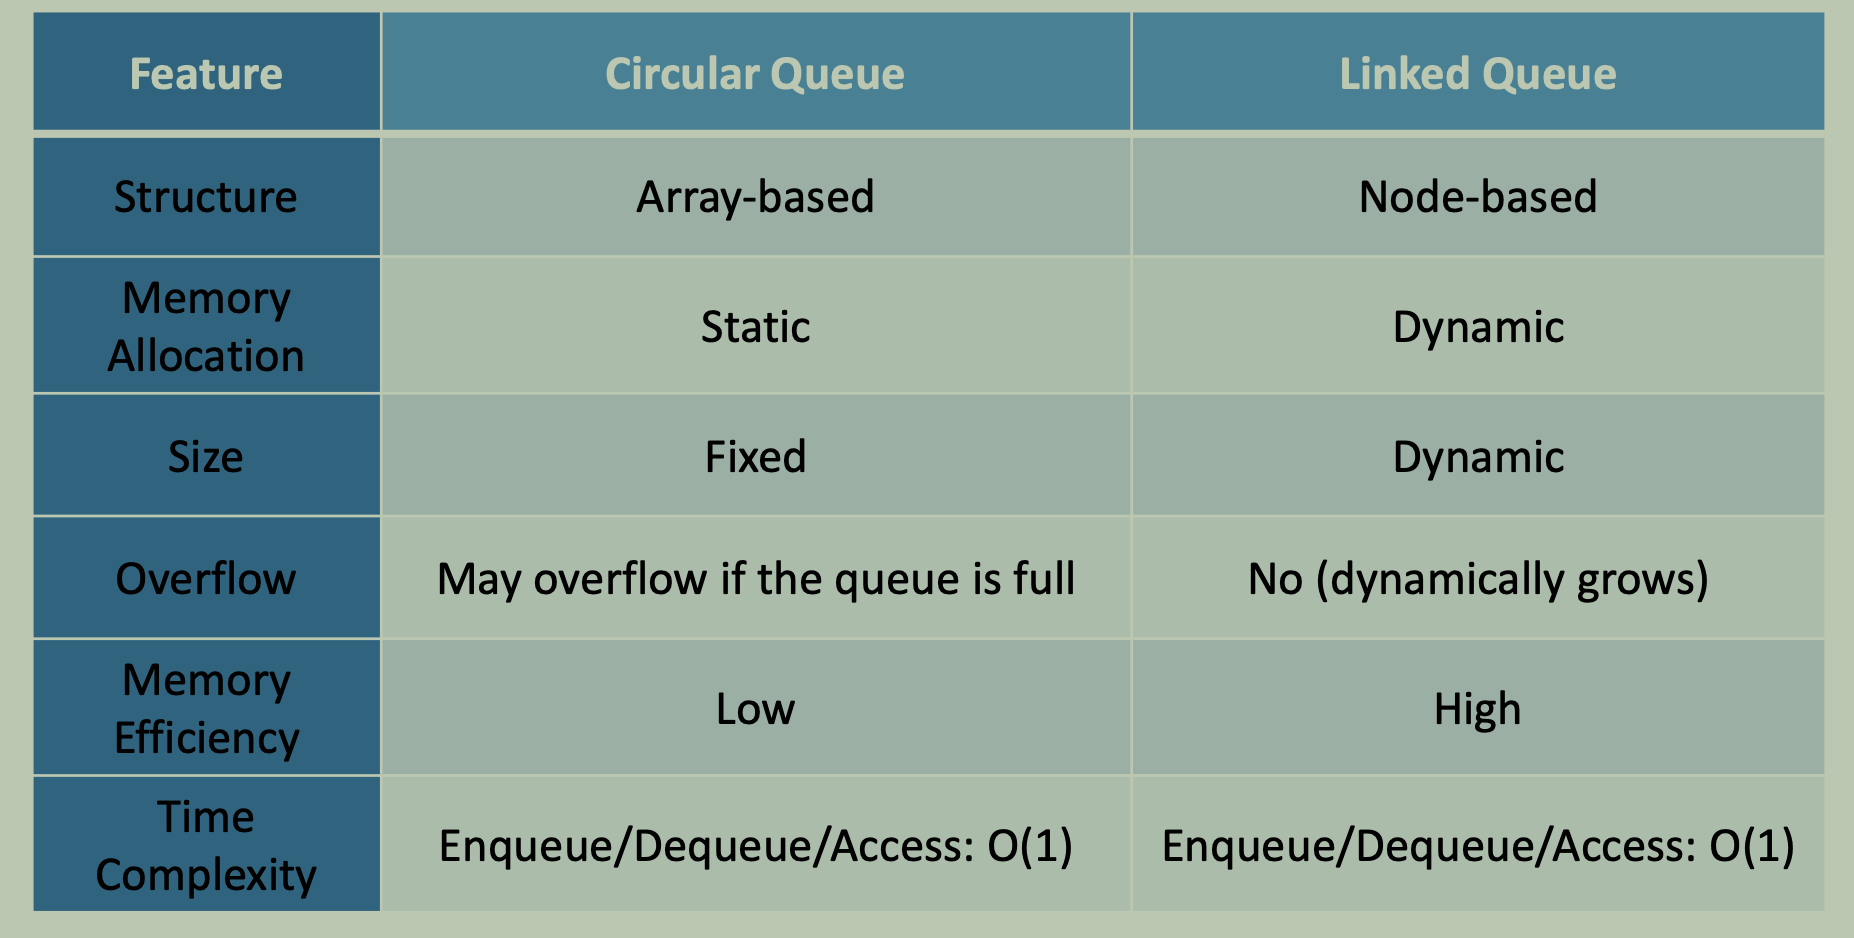 Feature
Circular Queue
Linked Queue
Structure
Array-based
Node-based
Memory
Allocation
Static
Dynamic
Size
Fixed
Dynamic
Overflow
May overflow if the queue is full
No (dynamically grows)
Memory
Efficiency
Low
High
Time
Complexity
Enqueue/Dequeue/Access: O(1)
Enqueue/Dequeue/Access: O(1)